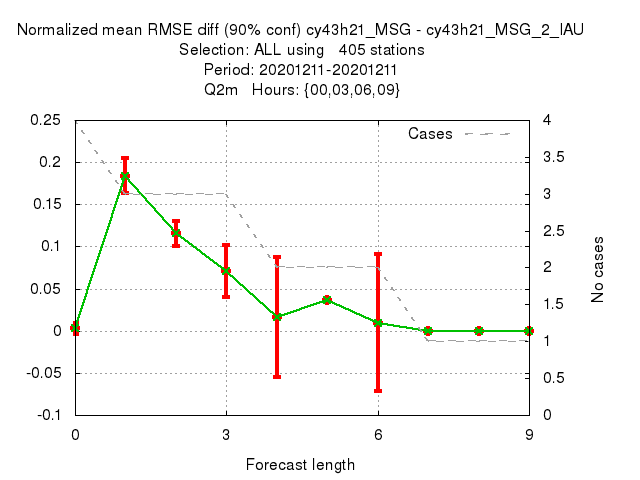 Normalized mean RMSE diff (90% conf) cy43h21_MSG - cy43h21_MSG_2_IAU
Selection: ALL using   405 stations
Period: 20201211-20201211
Q2m   Hours: {00,03,06,09}
Cases
0.25
0.2
0.15
0.1
0.05
0
-0.05
-0.1
4
3.5
3
2.5
2
1.5
1
0.5
0
No cases
0 3 6 9
Forecast length